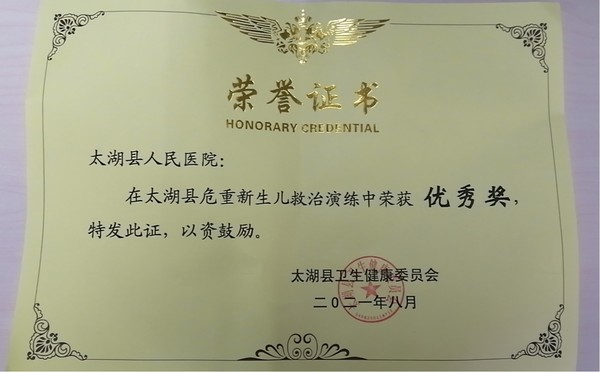 荣誉证书
HONORARY CREDENTIAL
太湖县人民医院:
在太湖县危重新生儿救治演练中荣获 优秀奖,
特发此证,以资鼓励。
太湖县卫生健康委员会
二0二一年八月